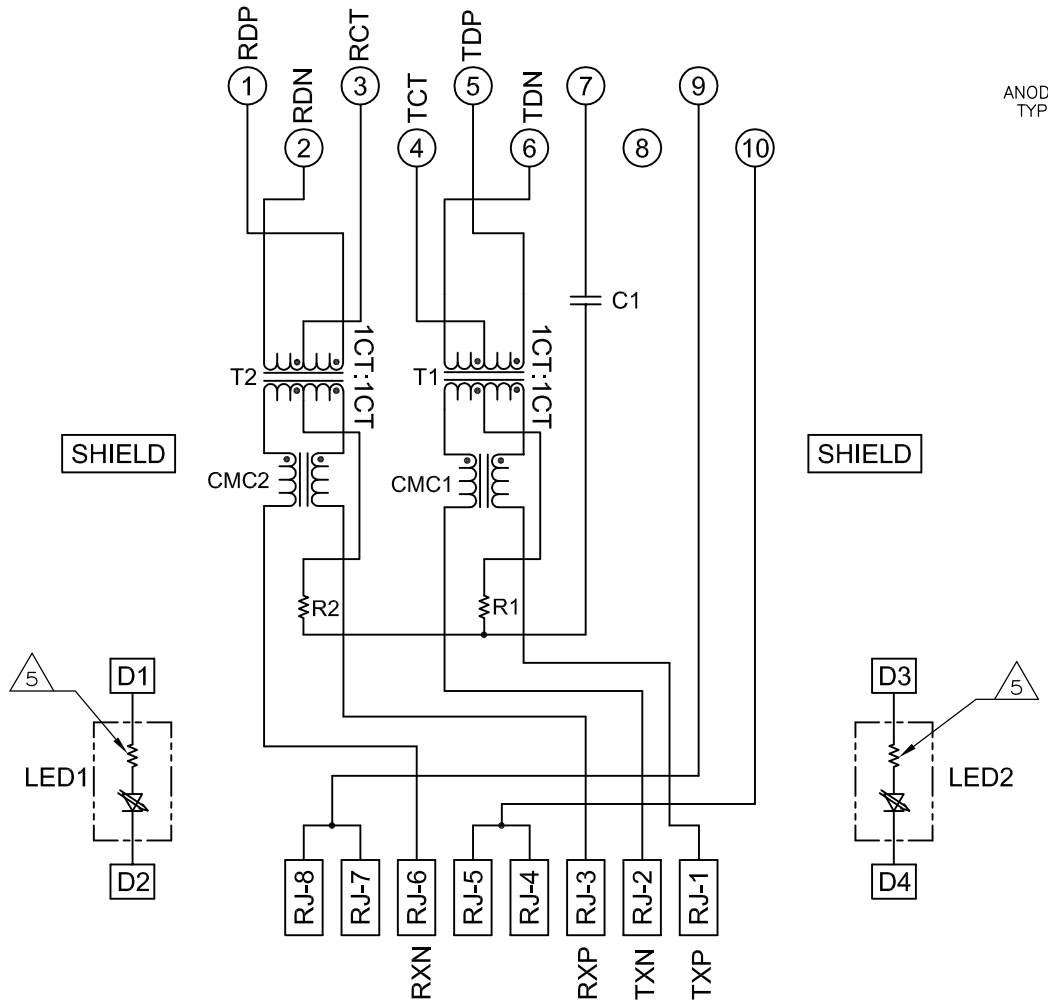 RDP
RDN
RCT
TCT
TDP
TDN
1
2
3
4
5
6
7
8
9
10
ANOD
TYP
C1
T2
1CT:1CT
T1
1CT:1CT
SHIELD
CMC2
CMC1
SHIELD
R2
R1
5
D1
LED1
D2
D3
5
LED2
D4
RJ-8
RJ-7
RJ-6
RJ-5
RJ-4
RJ-3
RJ-2
RJ-1
RXN
RXP
TXN
TXP